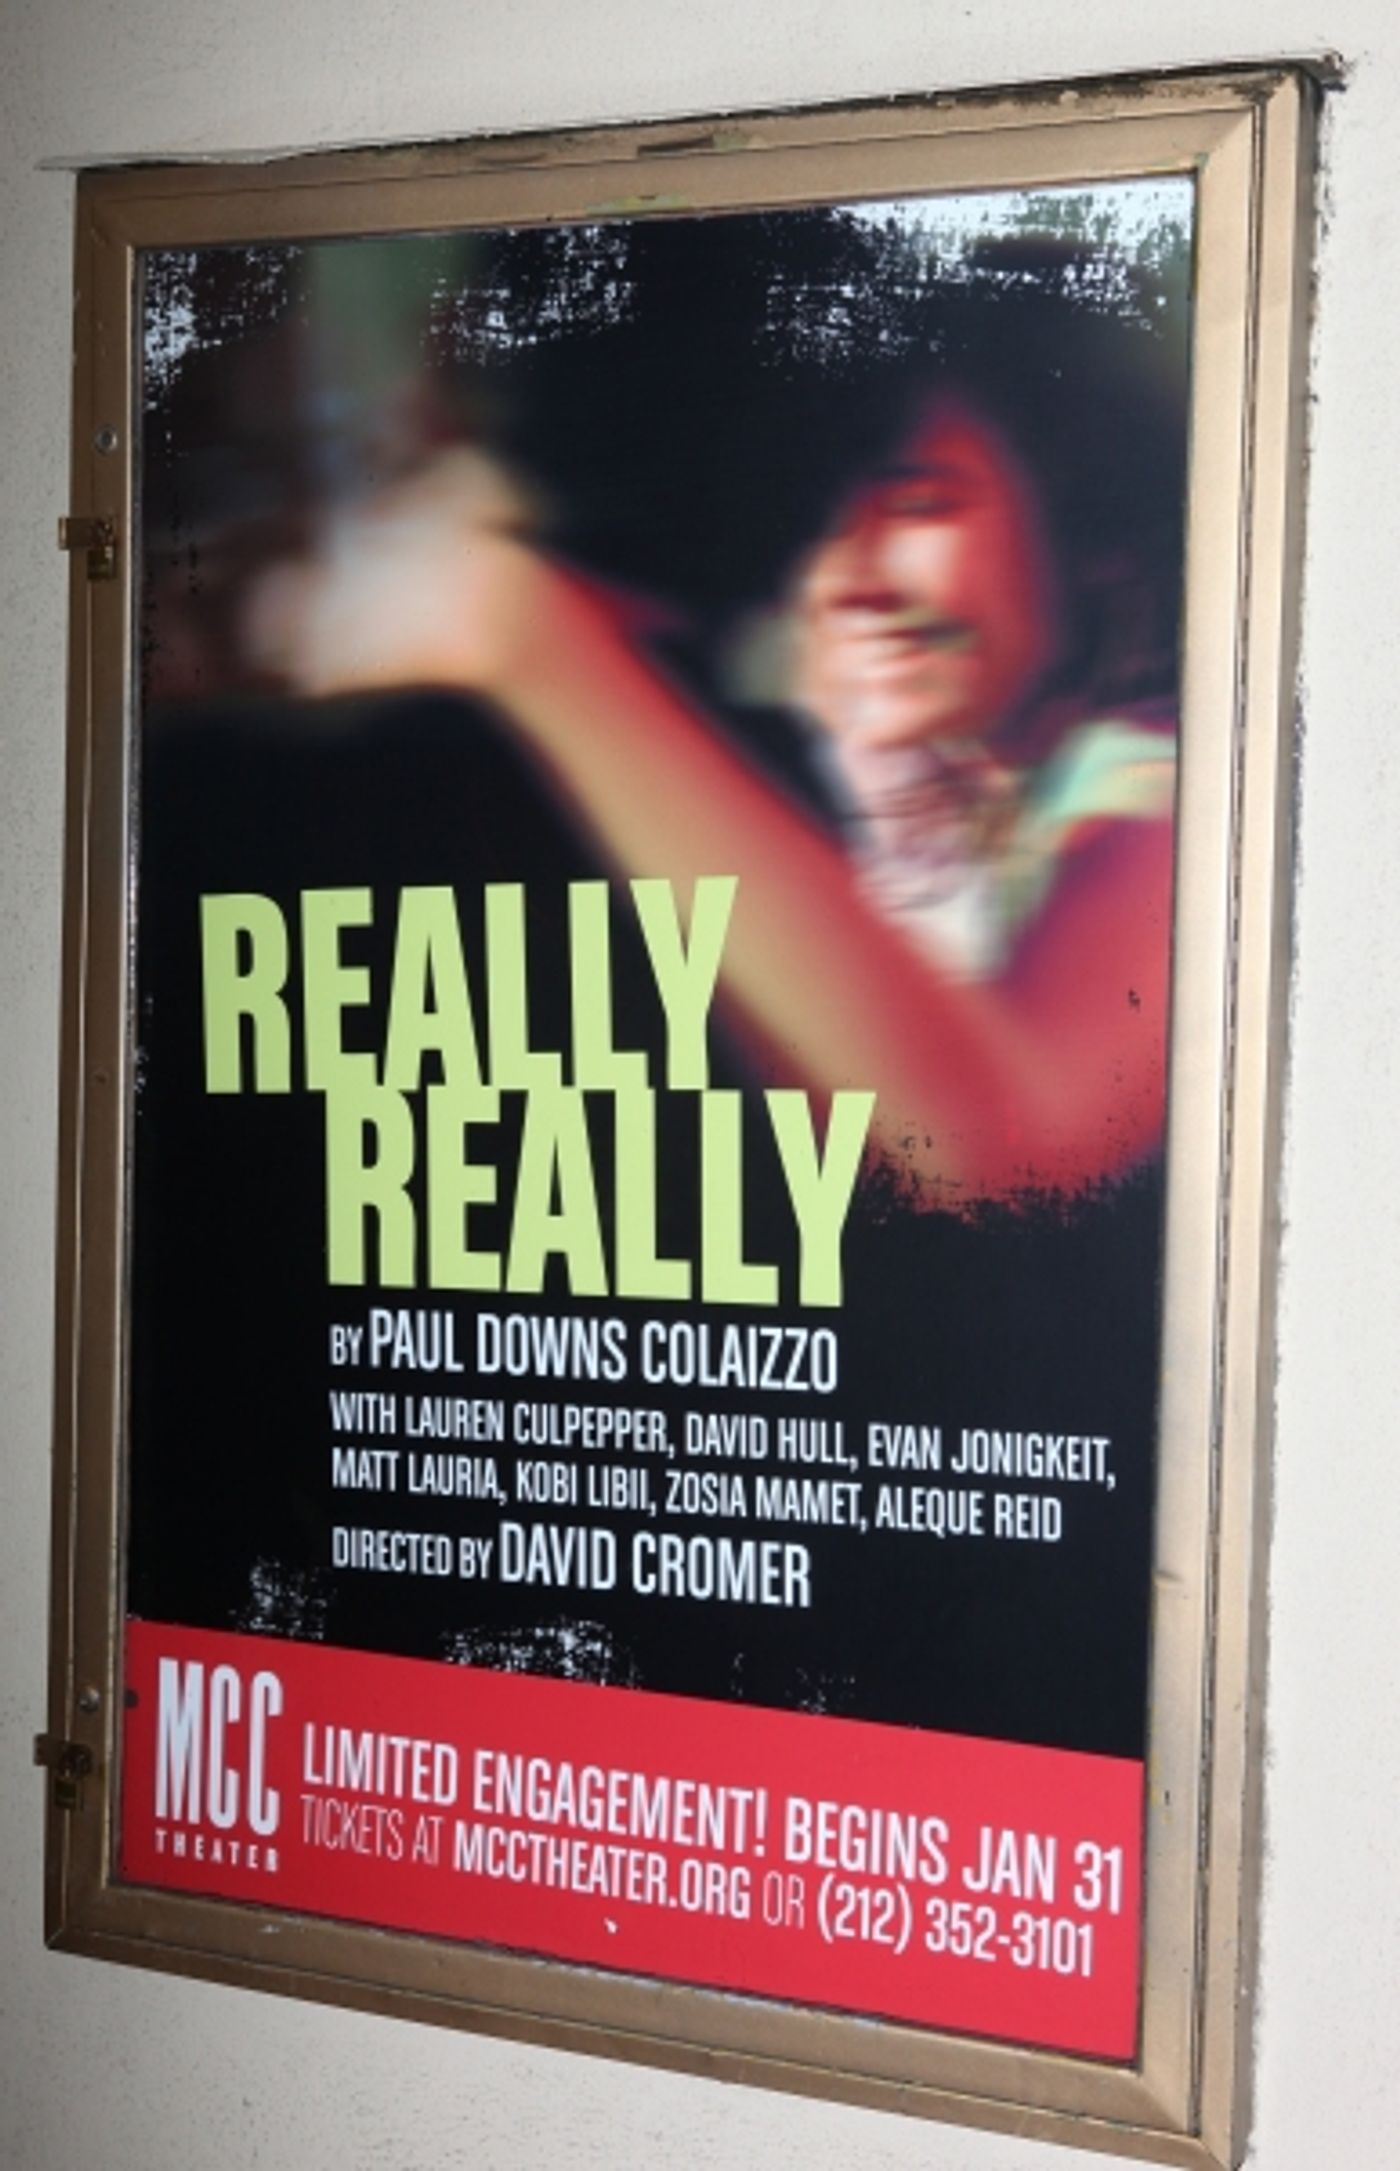 REALLY
REALLY
BY PAUL DOWNS COLAIZZO
WITH LAUREN CULPEPPER, DAVID HULL, EVAN JONIGKEIT,
MATT LAURIA, KOBI LIBII, ZOSIA MAMET, ALEQUE REID
DIRECTED BY DAVID CROMER
MCC
THEATER
LIMITED ENGAGEMENT! BEGINS JAN 31
TICKETS AT MCCTHEATER.ORG OR (212) 352-3101